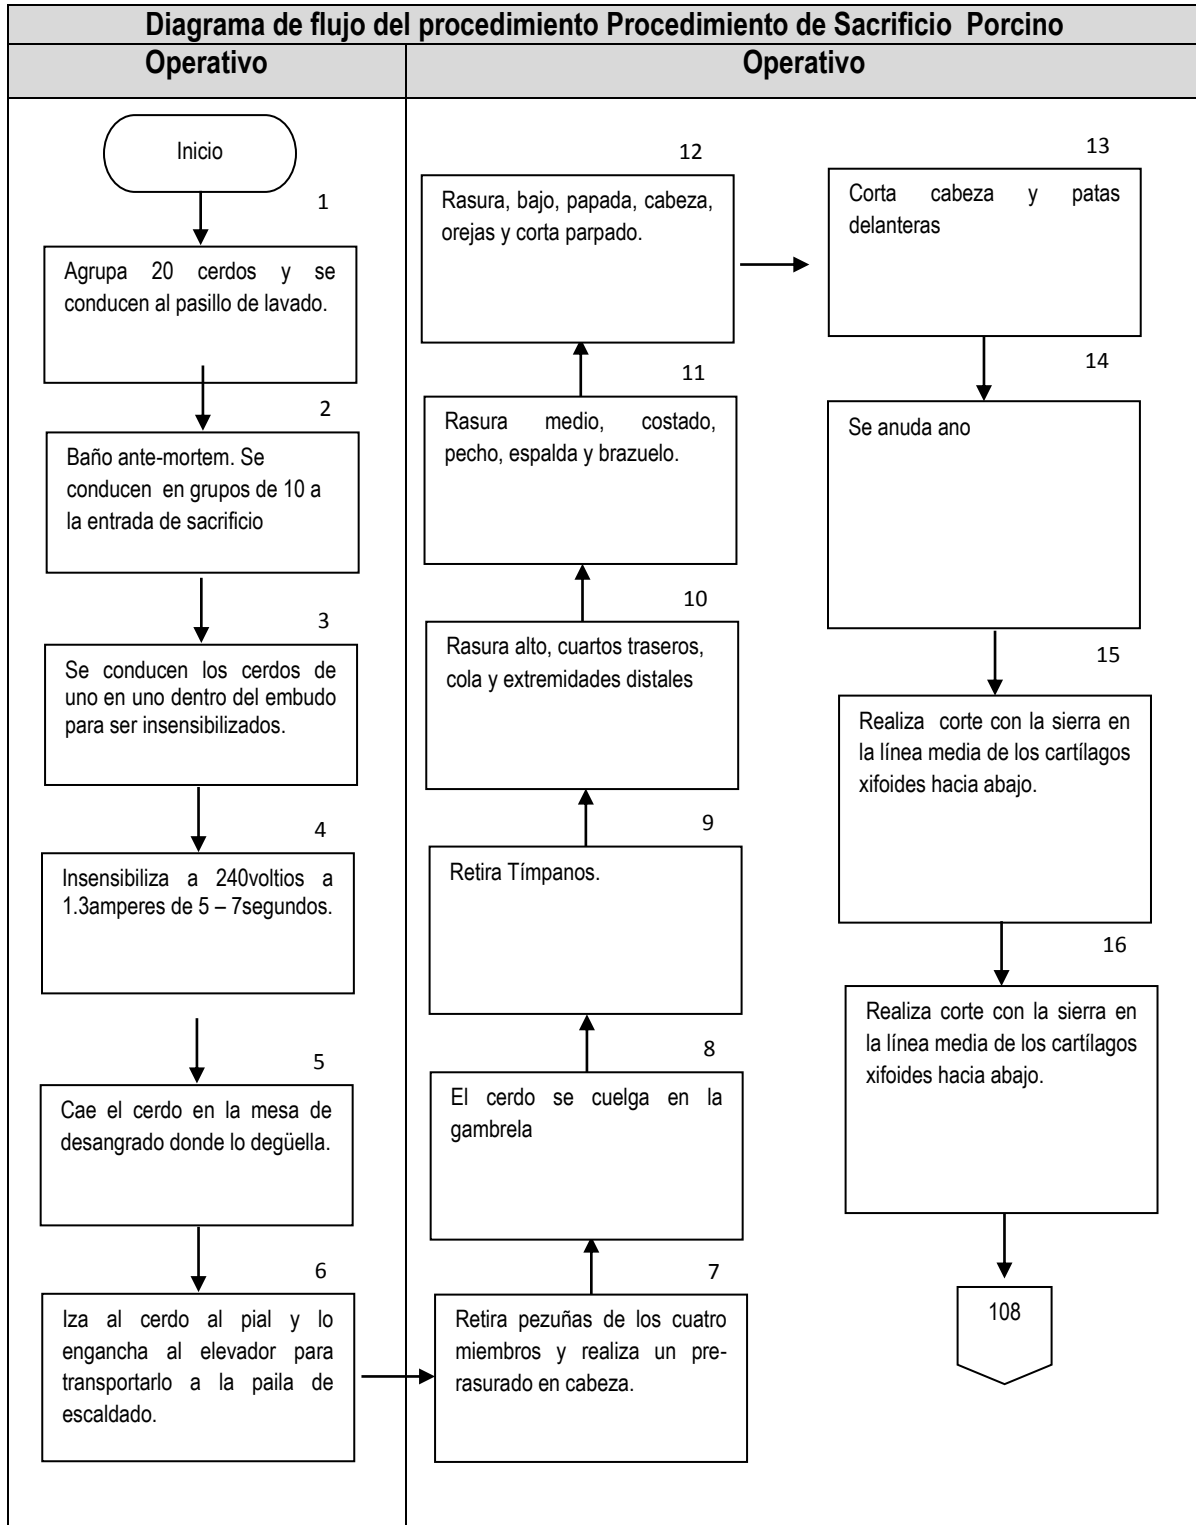 Diagrama de flujo del procedimiento Procedimiento de Sacrificio Porcino
Operativo
Operativo
Inicio
1
Agrupa 20 cerdos y se
conducen al pasillo de lavado.
2
Baño ante-mortem. Se
conducen en grupos de 10 a
la entrada de sacrificio
3
Se conducen los cerdos de
uno en uno dentro del embudo
para ser insensibilizados.
4
Insensibiliza a 240voltios a
1.3amperes de 5 – 7segundos.
5
Cae el cerdo en la mesa de
desangrado donde lo degüella.
6
Iza al cerdo al pial y lo
engancha al elevador para
transportarlo a la paila de
escaldado.
7
Retira pezuñas de los cuatro
miembros y realiza un pre-
rasurado en cabeza.
8
El cerdo se cuelga en la
gambrela
9
Retira Tímpanos.
10
Rasura alto, cuartos traseros,
cola y extremidades distales
11
Rasura medio, costado,
pecho, espalda y brazuelo.
12
Rasura, bajo, papada, cabeza,
orejas y corta parpado.
13
Corta cabeza y patas
delanteras
14
Se anuda ano
15
Realiza corte con la sierra en
la línea media de los cartílagos
xifoides hacia abajo.
16
Realiza corte con la sierra en
la línea media de los cartílagos
xifoides hacia abajo.
108